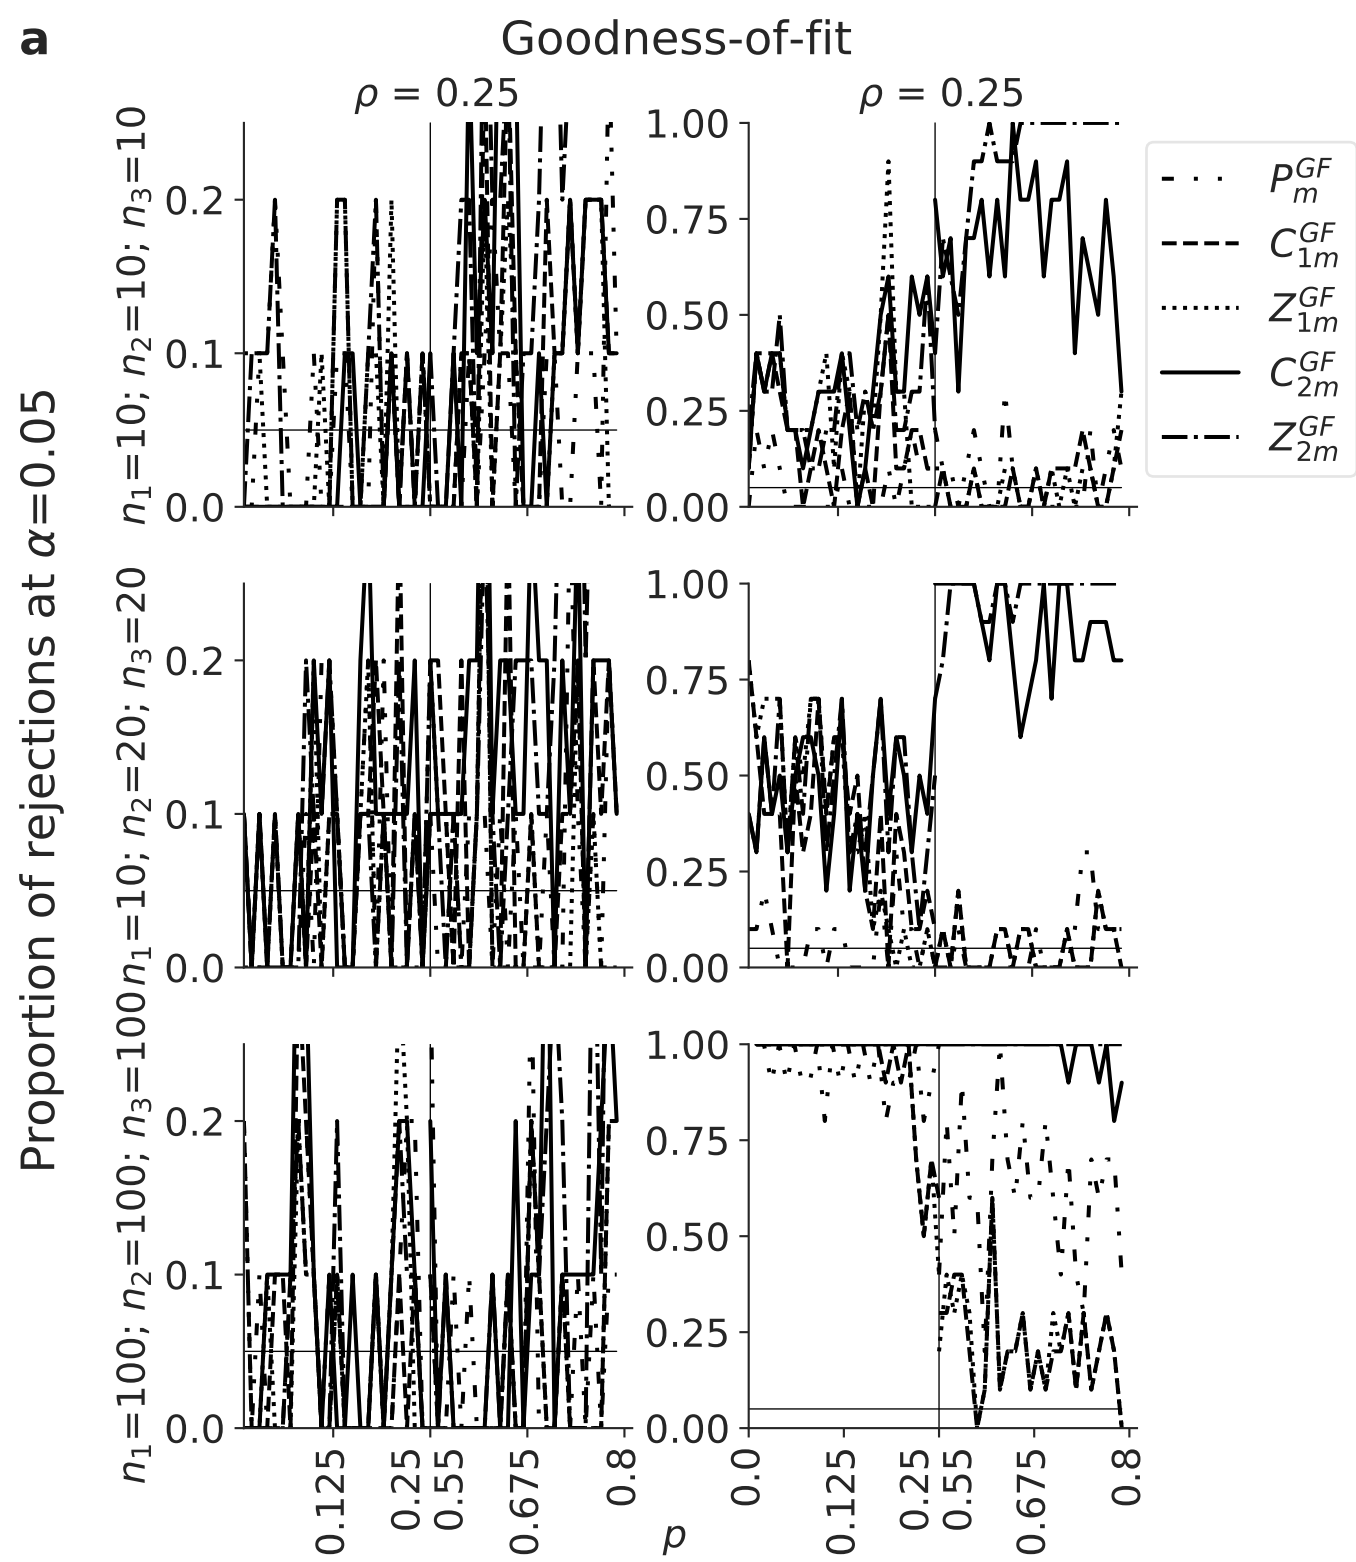 a
Goodness-of-fit
ρ = 0.25
ρ = 0.25
Proportion of rejections at α=0.05
n1=10; n2=10; n3=10
0.2
0.1
0.0
1.00
0.75
0.50
0.25
0.00
P_m^GF
C_1m^GF
Z_1m^GF
C_2m^GF
Z_2m^GF
n1=10; n2=20; n3=20
0.2
0.1
0.0
1.00
0.75
0.50
0.25
0.00
n1=100; n2=100; n3=100
0.2
0.1
0.0
1.00
0.75
0.50
0.25
0.00
0.125
0.25
0.55
0.675
0.8
0.0
0.125
0.25
0.55
0.675
0.8
p